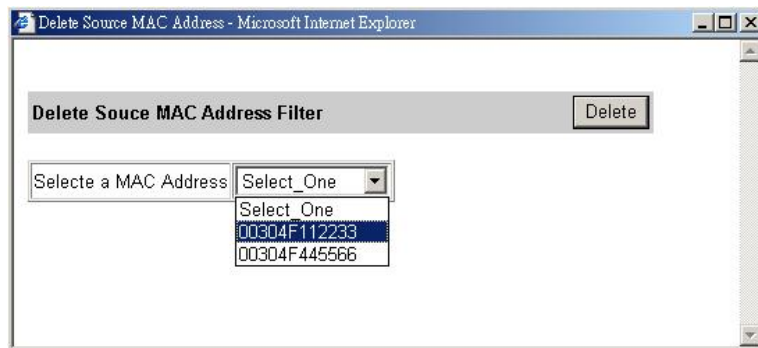 Delete Source MAC Address - Microsoft Internet Explorer
Delete Souce MAC Address Filter
Delete
Selecte a MAC Address
Select_One
Select_One
00304F112233
00304F445566